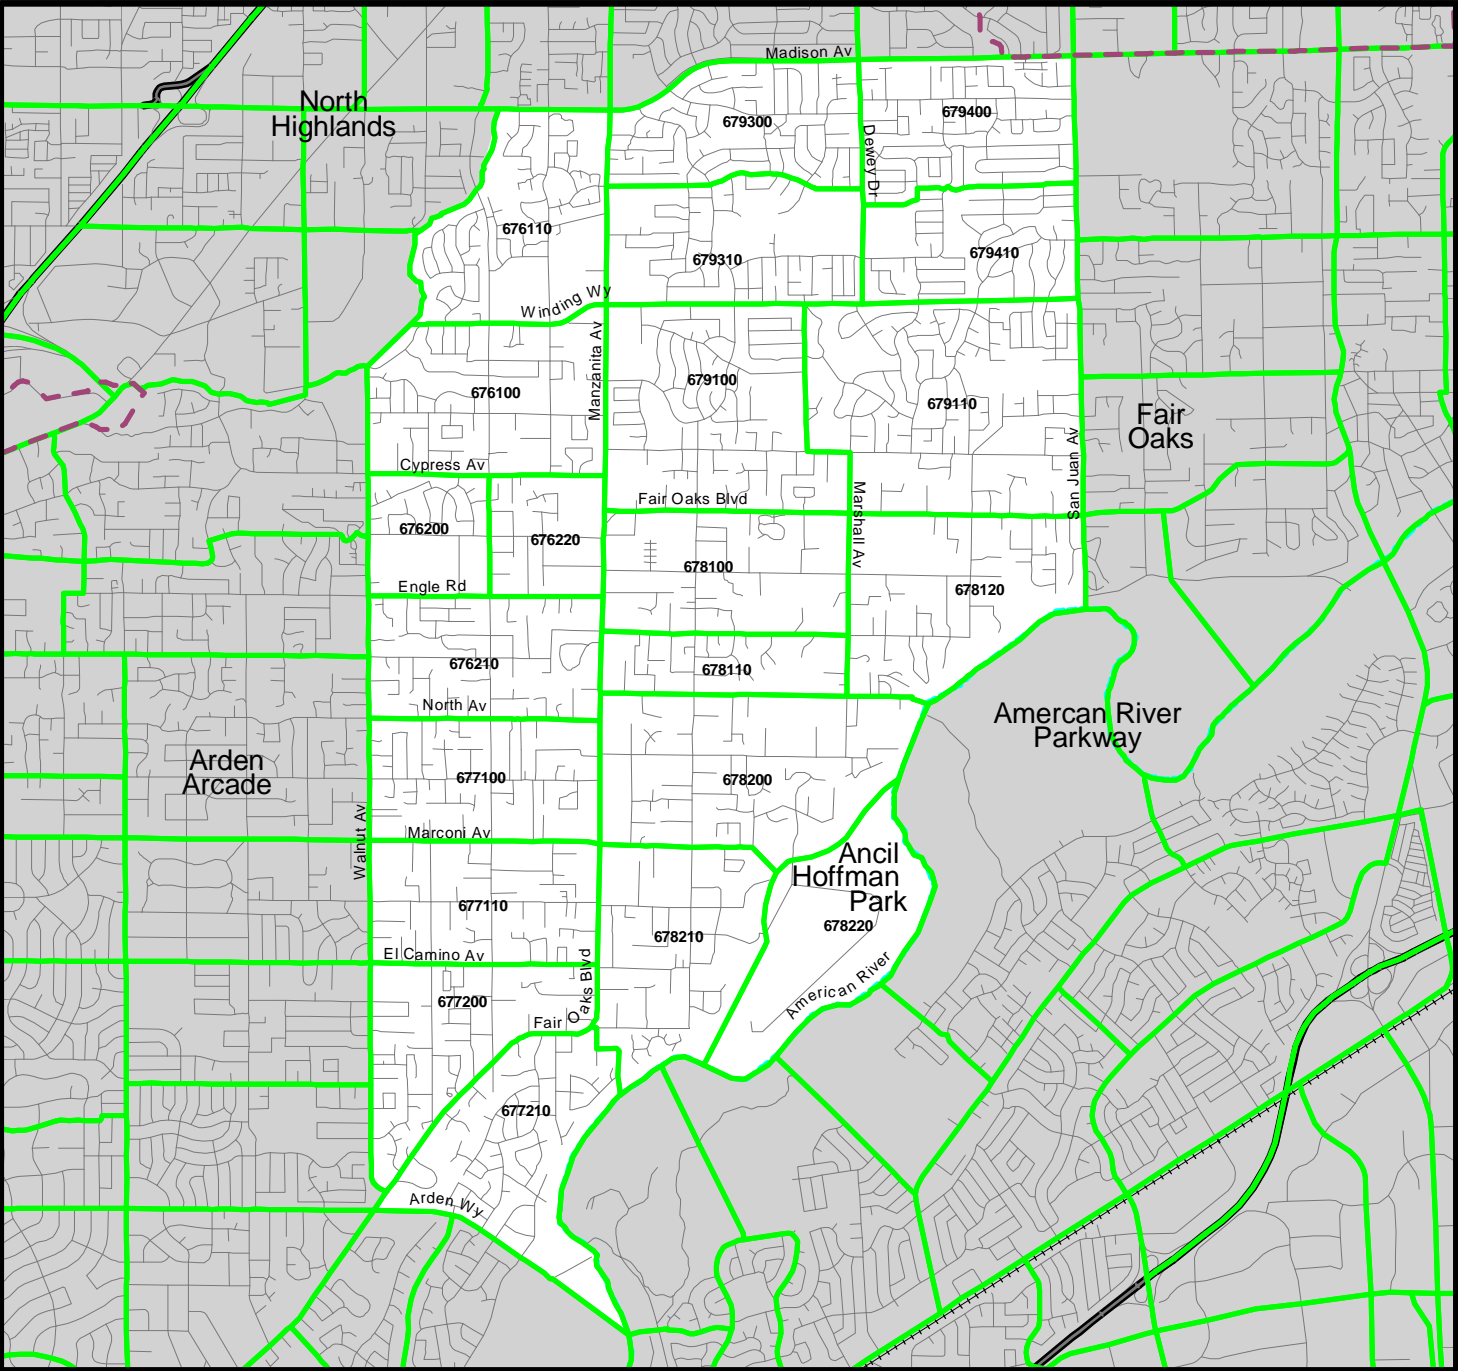 Madison Av
North
Highlands
679300
679400
Dewey Dr
676110
679310
679410
Winding Wy
Manzanita Av
676100
679100
679110
Fair
Oaks
San Juan Av
Cypress Av
Fair Oaks Blvd
Marshall Av
676200
676220
678100
678120
Engle Rd
676210
678110
North Av
Amercan River
Parkway
Arden
Arcade
677100
678200
Walnut Av
Marconi Av
Ancil
Hoffman
Park
677110
678210
678220
El Camino Av
American River
677200
Fair Oaks Blvd
677210
Arden Wy